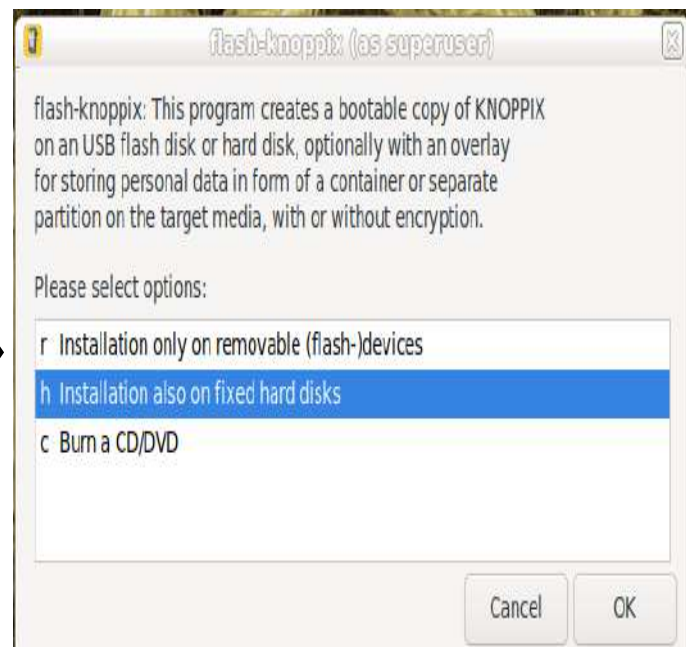 flash-knoppix (as superuser)
flash-knoppix: This program creates a bootable copy of KNOPPIX
on an USB flash disk or hard disk, optionally with an overlay
for storing personal data in form of a container or separate
partition on the target media, with or without encryption.
Please select options:
r Installation only on removable (flash-)devices
h Installation also on fixed hard disks
c Burn a CD/DVD
Cancel OK